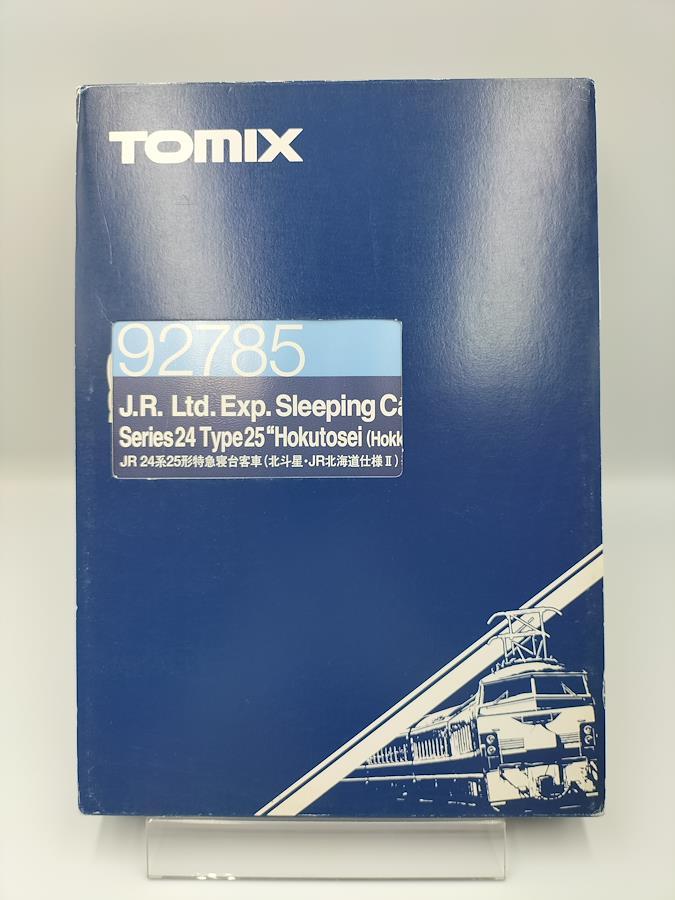 TOMIX
92785
J.R. Ltd. Exp. Sleeping Ca
Series 24 Type 25 “Hokutosei (Hokk
JR 24系25形特急寝台客車(北斗星・JR北海道仕様Ⅱ)